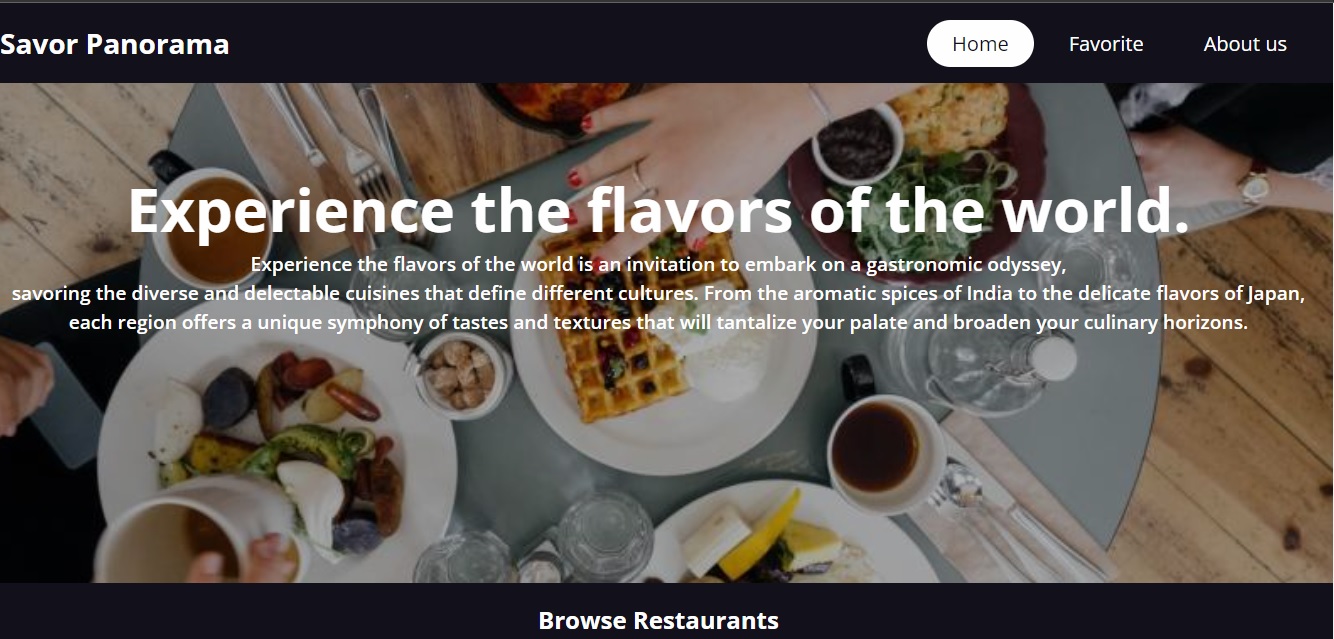 Savor Panorama
Home
Favorite
About us
Experience the flavors of the world.
Experience the flavors of the world is an invitation to embark on a gastronomic odyssey,
savoring the diverse and delectable cuisines that define different cultures. From the aromatic spices of India to the delicate flavors of Japan,
each region offers a unique symphony of tastes and textures that will tantalize your palate and broaden your culinary horizons.
Browse Restaurants